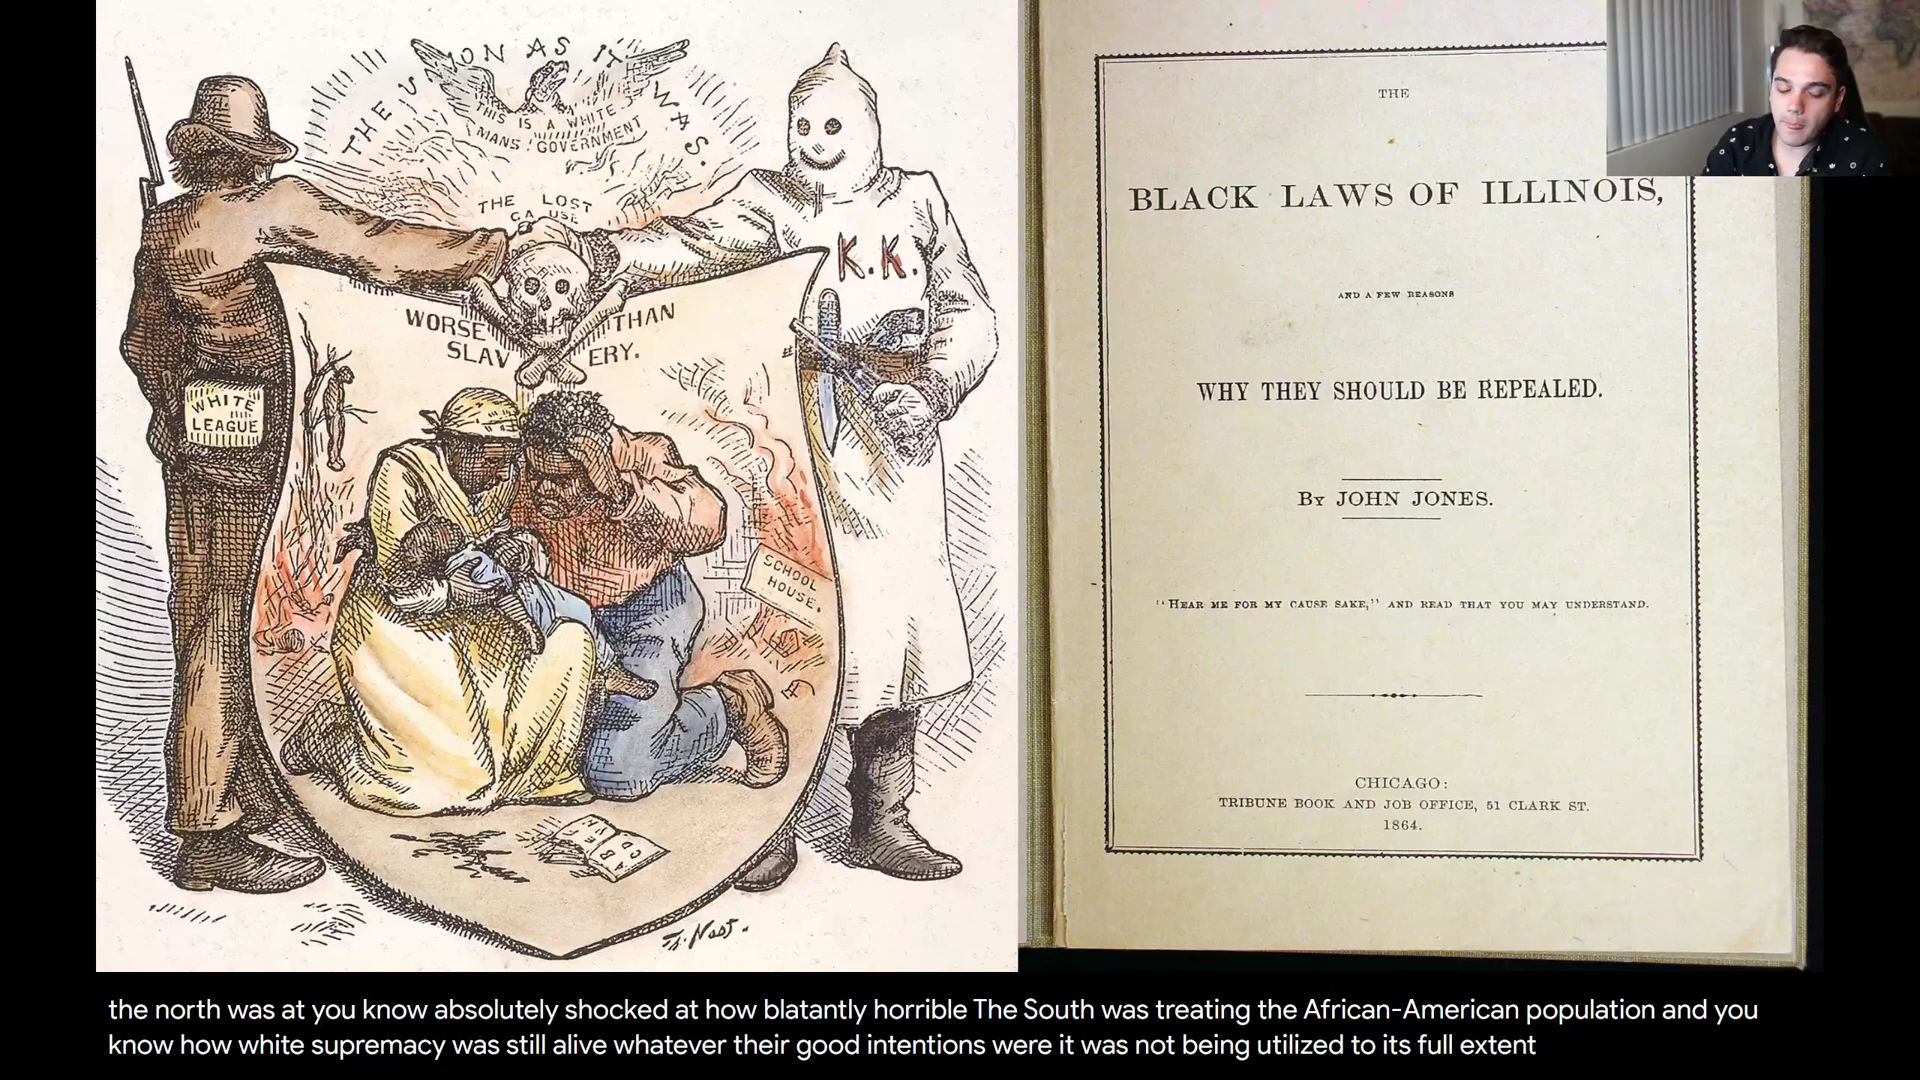 THE UNION AS IT WAS.
THIS IS A WHITE
MANS GOVERNMENT
THE LOST
CAUSE
K.K.
WORSE THAN
SLAVERY.
WHITE
LEAGUE
SCHOOL
HOUSE.
Th. Nast.
THE
BLACK LAWS OF ILLINOIS,
AND A FEW REASONS
WHY THEY SHOULD BE REPEALED.
By JOHN JONES.
"HEAR ME FOR MY CAUSE SAKE," AND READ THAT YOU MAY UNDERSTAND.
CHICAGO:
TRIBUNE BOOK AND JOB OFFICE, 51 CLARK ST.
1864.
the north was at you know absolutely shocked at how blatantly horrible The South was treating the African-American population and you
know how white supremacy was still alive whatever their good intentions were it was not being utilized to its full extent